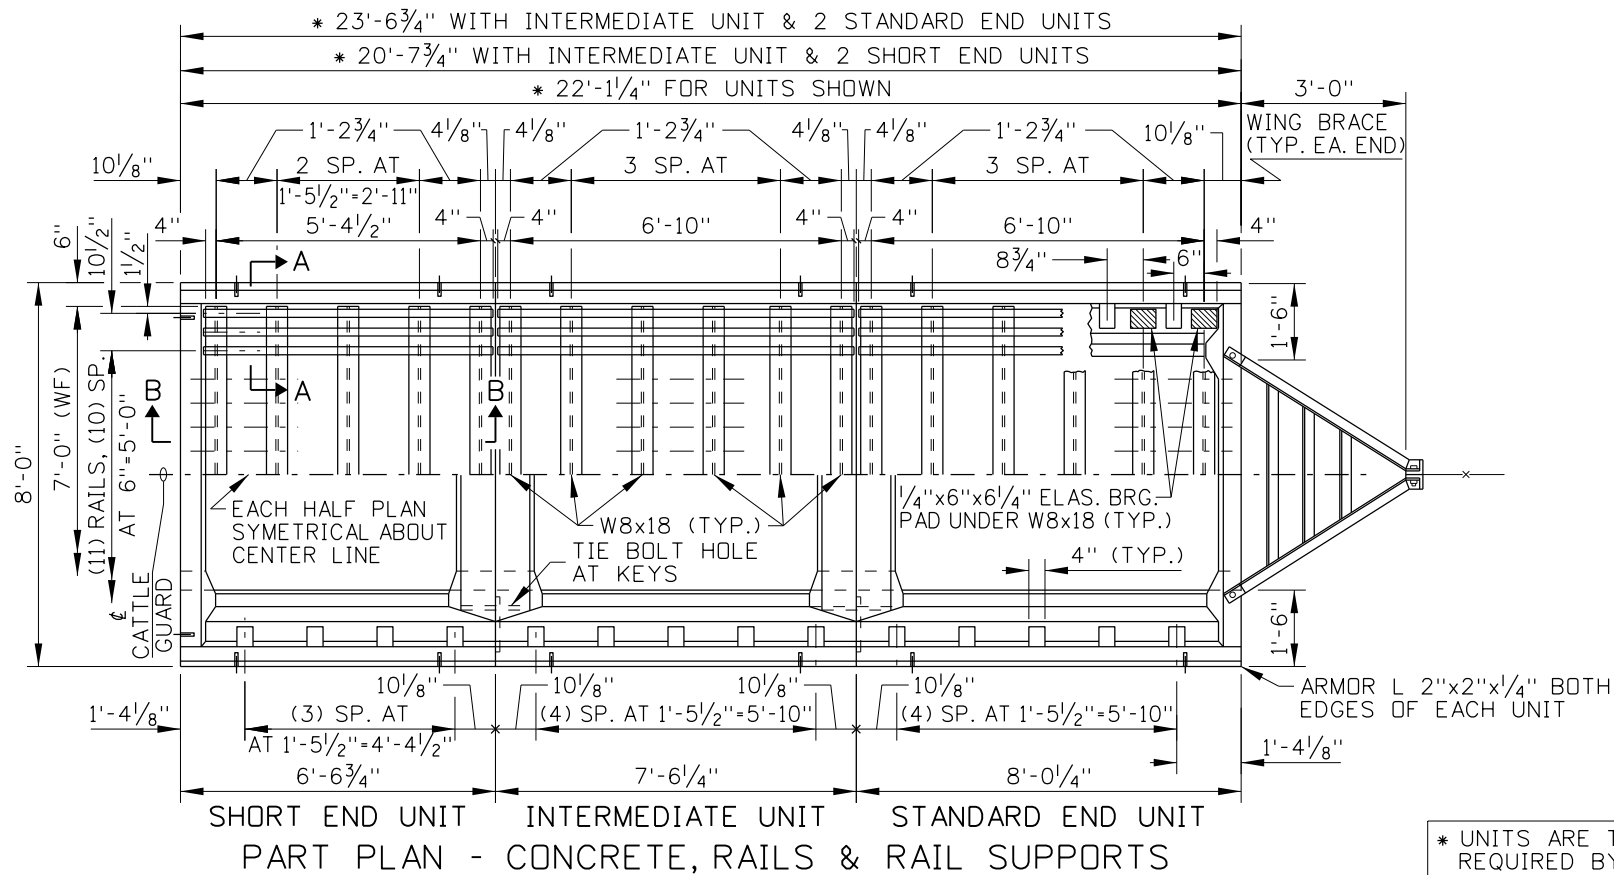 * 23'-6¾" WITH INTERMEDIATE UNIT & 2 STANDARD END UNITS
* 20'-7¾" WITH INTERMEDIATE UNIT & 2 SHORT END UNITS
* 22'-1¼" FOR UNITS SHOWN
3'-0"
WING BRACE
(TYP. EA. END)
10⅛"
1'-2¾"
2 SP. AT
1'-5½"=2'-11"
4⅛"
4⅛"
1'-2¾"
3 SP. AT
4⅛"
4⅛"
1'-2¾"
3 SP. AT
10⅛"
4"
5'-4½"
4"
4"
6'-10"
4"
4"
6'-10"
4"
8¾"
6"
6"
10½"
1½"
A
A
B
B
8'-0"
7'-0" (WF)
(11) RAILS, (10) SP.
AT 6"=5'-0"
1'-6"
1'-6"
EACH HALF PLAN
SYMETRICAL ABOUT
CENTER LINE
W8x18 (TYP.)
TIE BOLT HOLE
AT KEYS
¼"x6"x6¼" ELAS. BRG.
PAD UNDER W8x18 (TYP.)
4" (TYP.)
℄
CATTLE
GUARD
ARMOR L 2"x2"x¼" BOTH
EDGES OF EACH UNIT
1'-4⅛"
(3) SP. AT
AT 1'-5½"=4'-4½"
10⅛"
10⅛"
(4) SP. AT 1'-5½"=5'-10"
10⅛"
10⅛"
(4) SP. AT 1'-5½"=5'-10"
1'-4⅛"
6'-6¾"
7'-6¼"
8'-0¼"
SHORT END UNIT
INTERMEDIATE UNIT
STANDARD END UNIT
PART PLAN - CONCRETE, RAILS & RAIL SUPPORTS
* UNITS ARE
REQUIRED BY